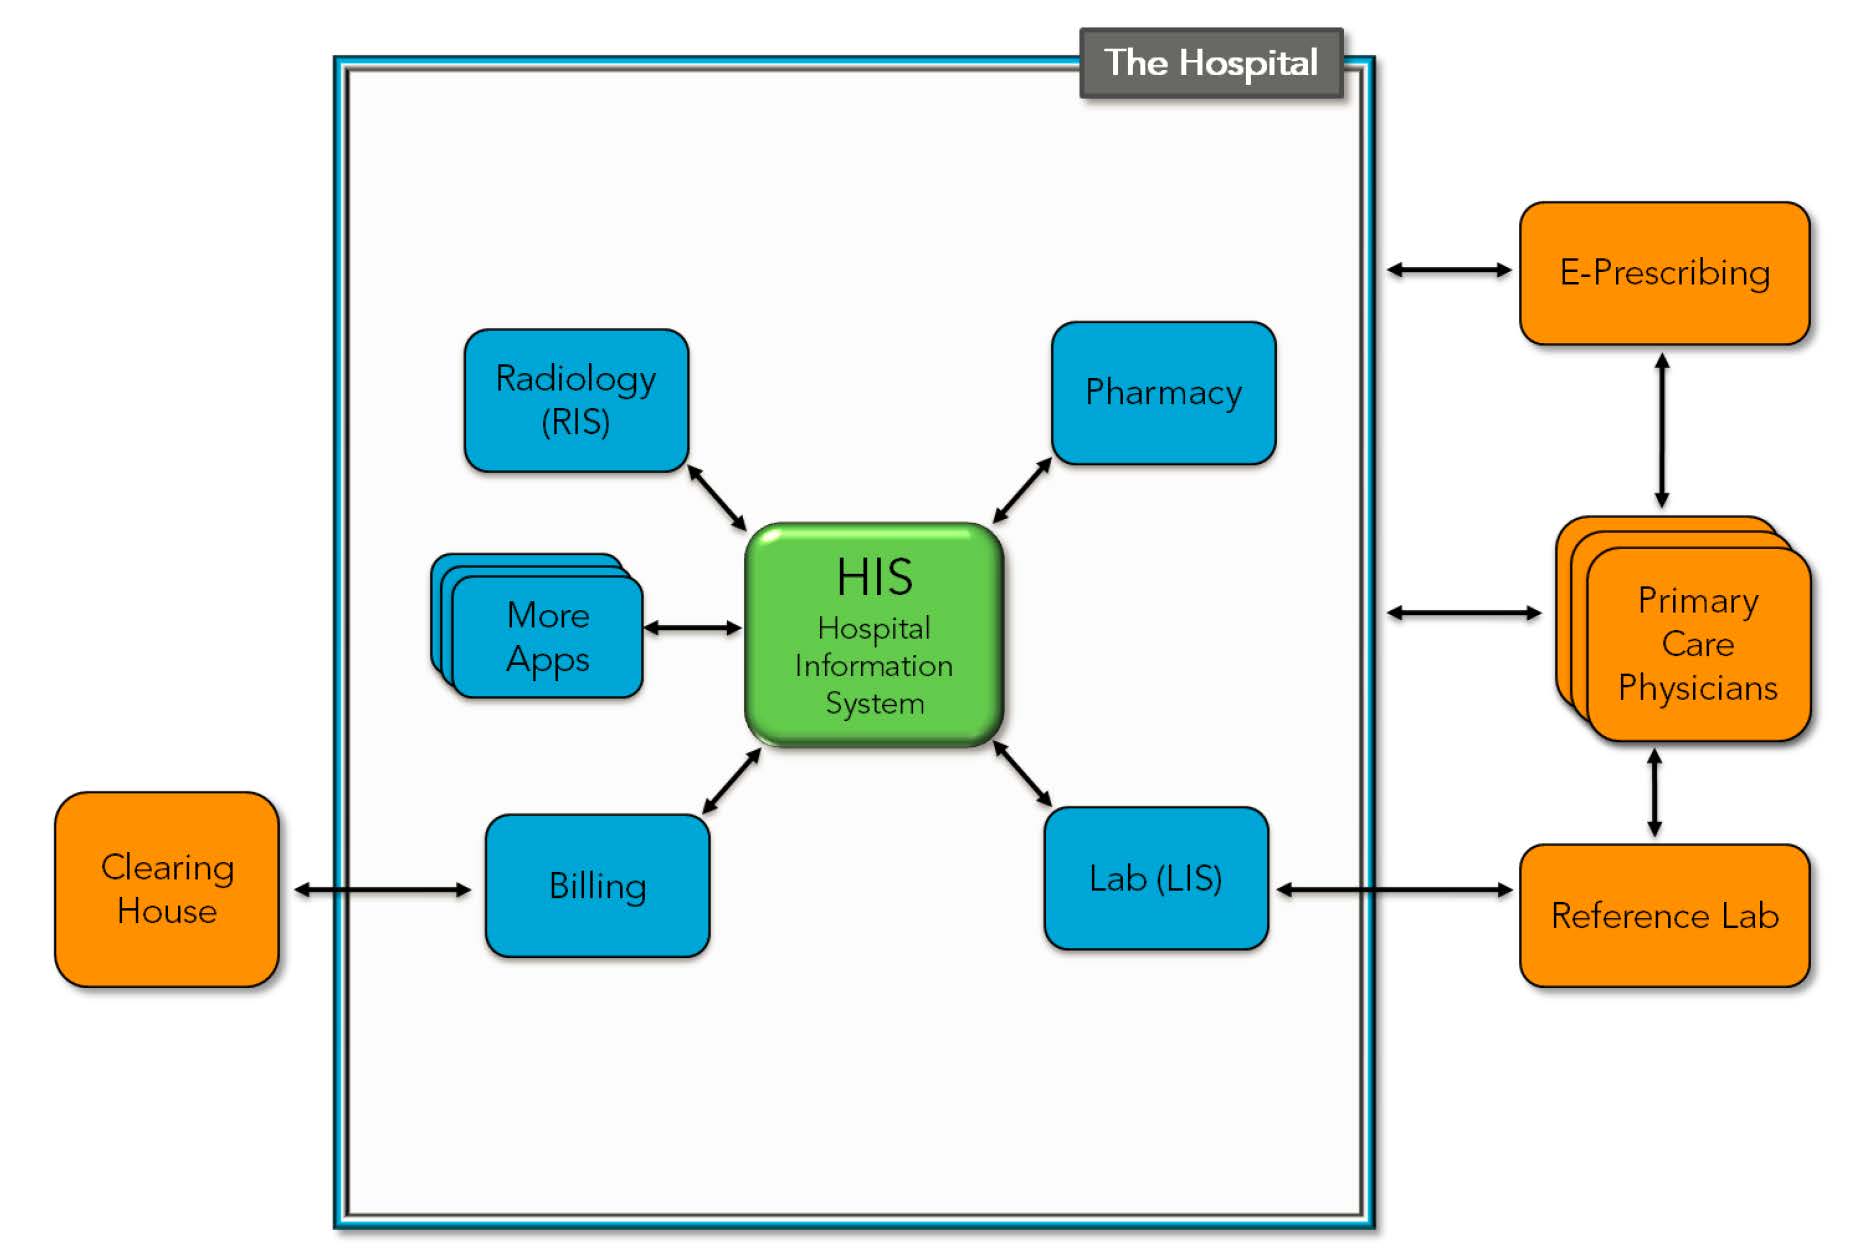 The Hospital
E-Prescribing
Radiology
(RIS)
Pharmacy
More
Apps
HIS
Hospital
Information
System
Primary
Care
Physicians
Clearing
House
Billing
Lab (LIS)
Reference Lab